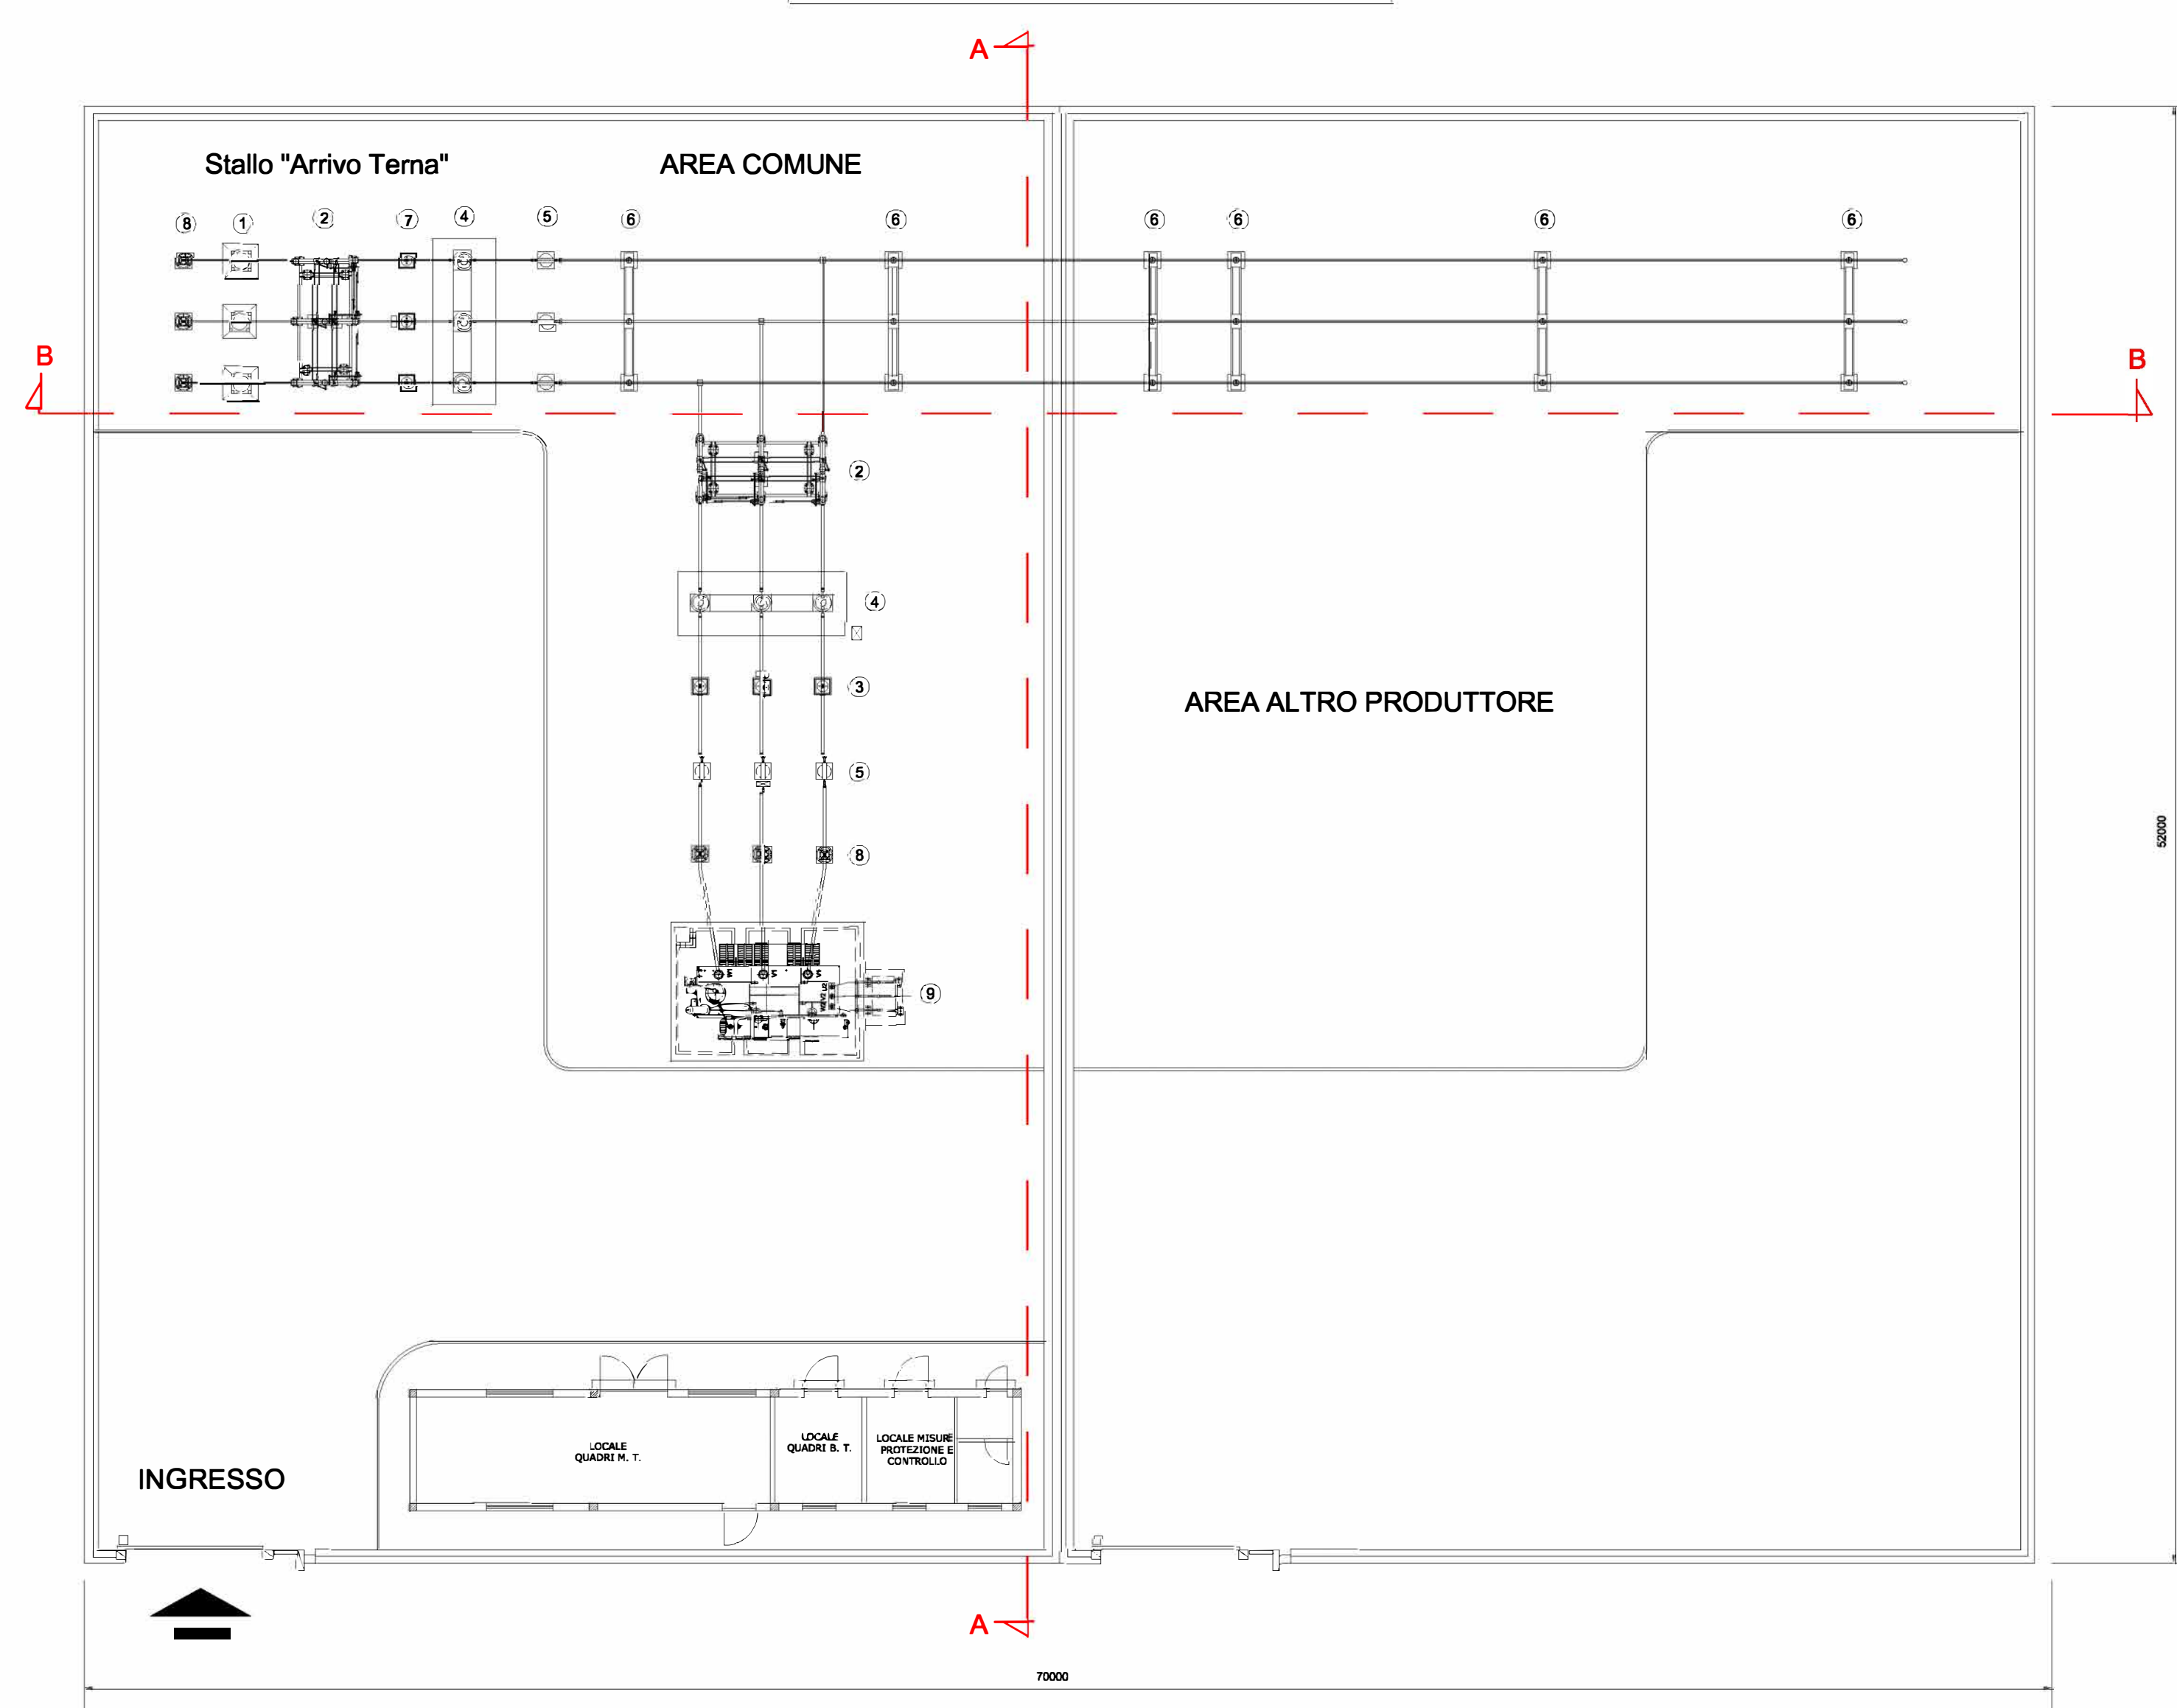 A
Stallo "Arrivo Terna"
AREA COMUNE
8
1
2
7
4
5
6
6
6
6
6
6
B
B
2
4
3
AREA ALTRO PRODUTTORE
5
52000
8
9
LOCALE
QUADRI M. T.
LOCALE
QUADRI B. T.
LOCALE MISURE
PROTEZIONE E
CONTROLLO
INGRESSO
A
70000